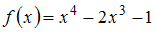 f(x) = x⁴ − 2x³ − 1